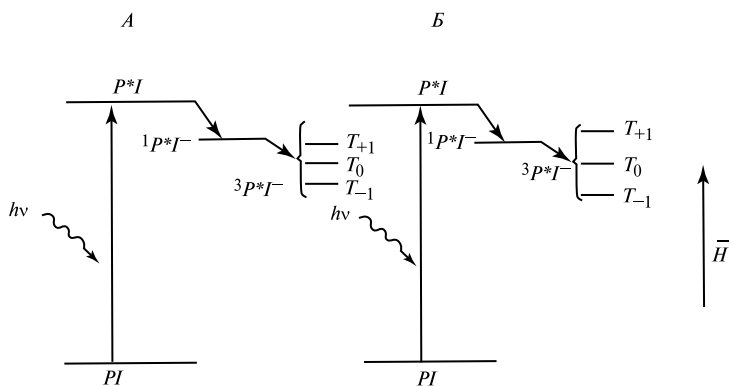 А Б
P*I P*I
¹P*I⁻ T₊₁ ¹P*I⁻ T₊₁
T₀ T₀
³P*I⁻ T₋₁ ³P*I⁻ T₋₁
hν hν
H̅
PI PI